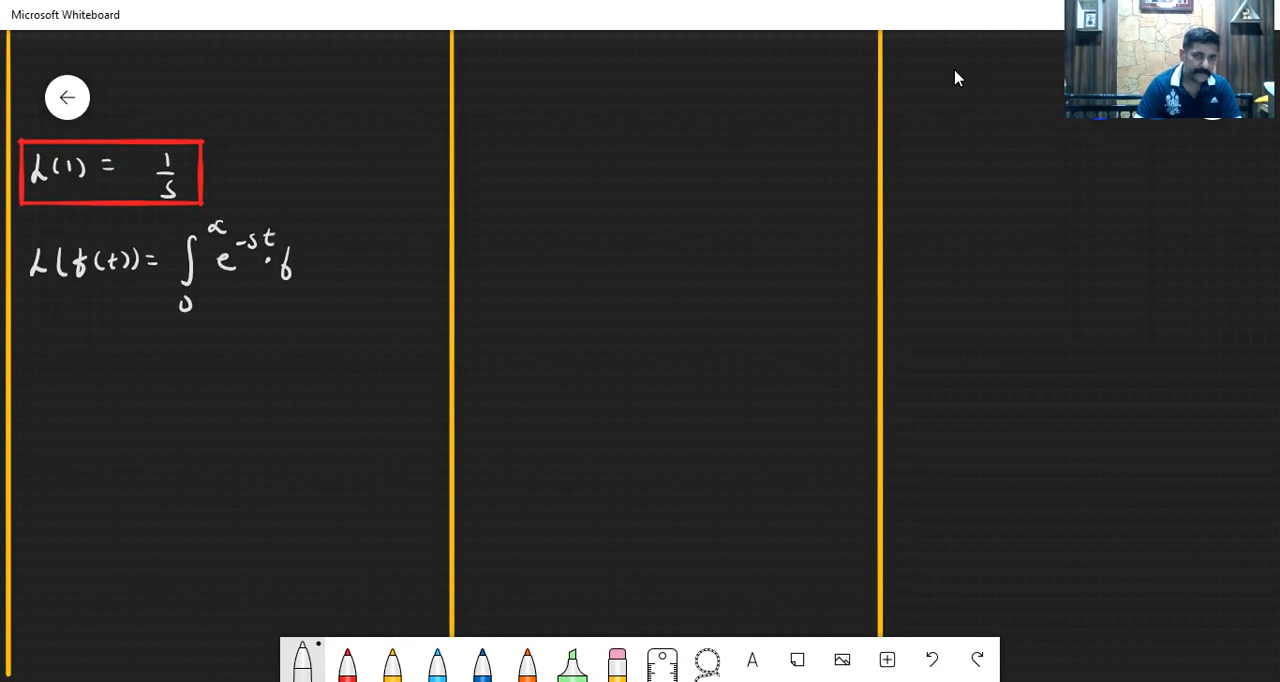 Microsoft Whiteboard
L(1) = 1/s
L(f(t)) = ∫₀^∝ e^-st · f
A